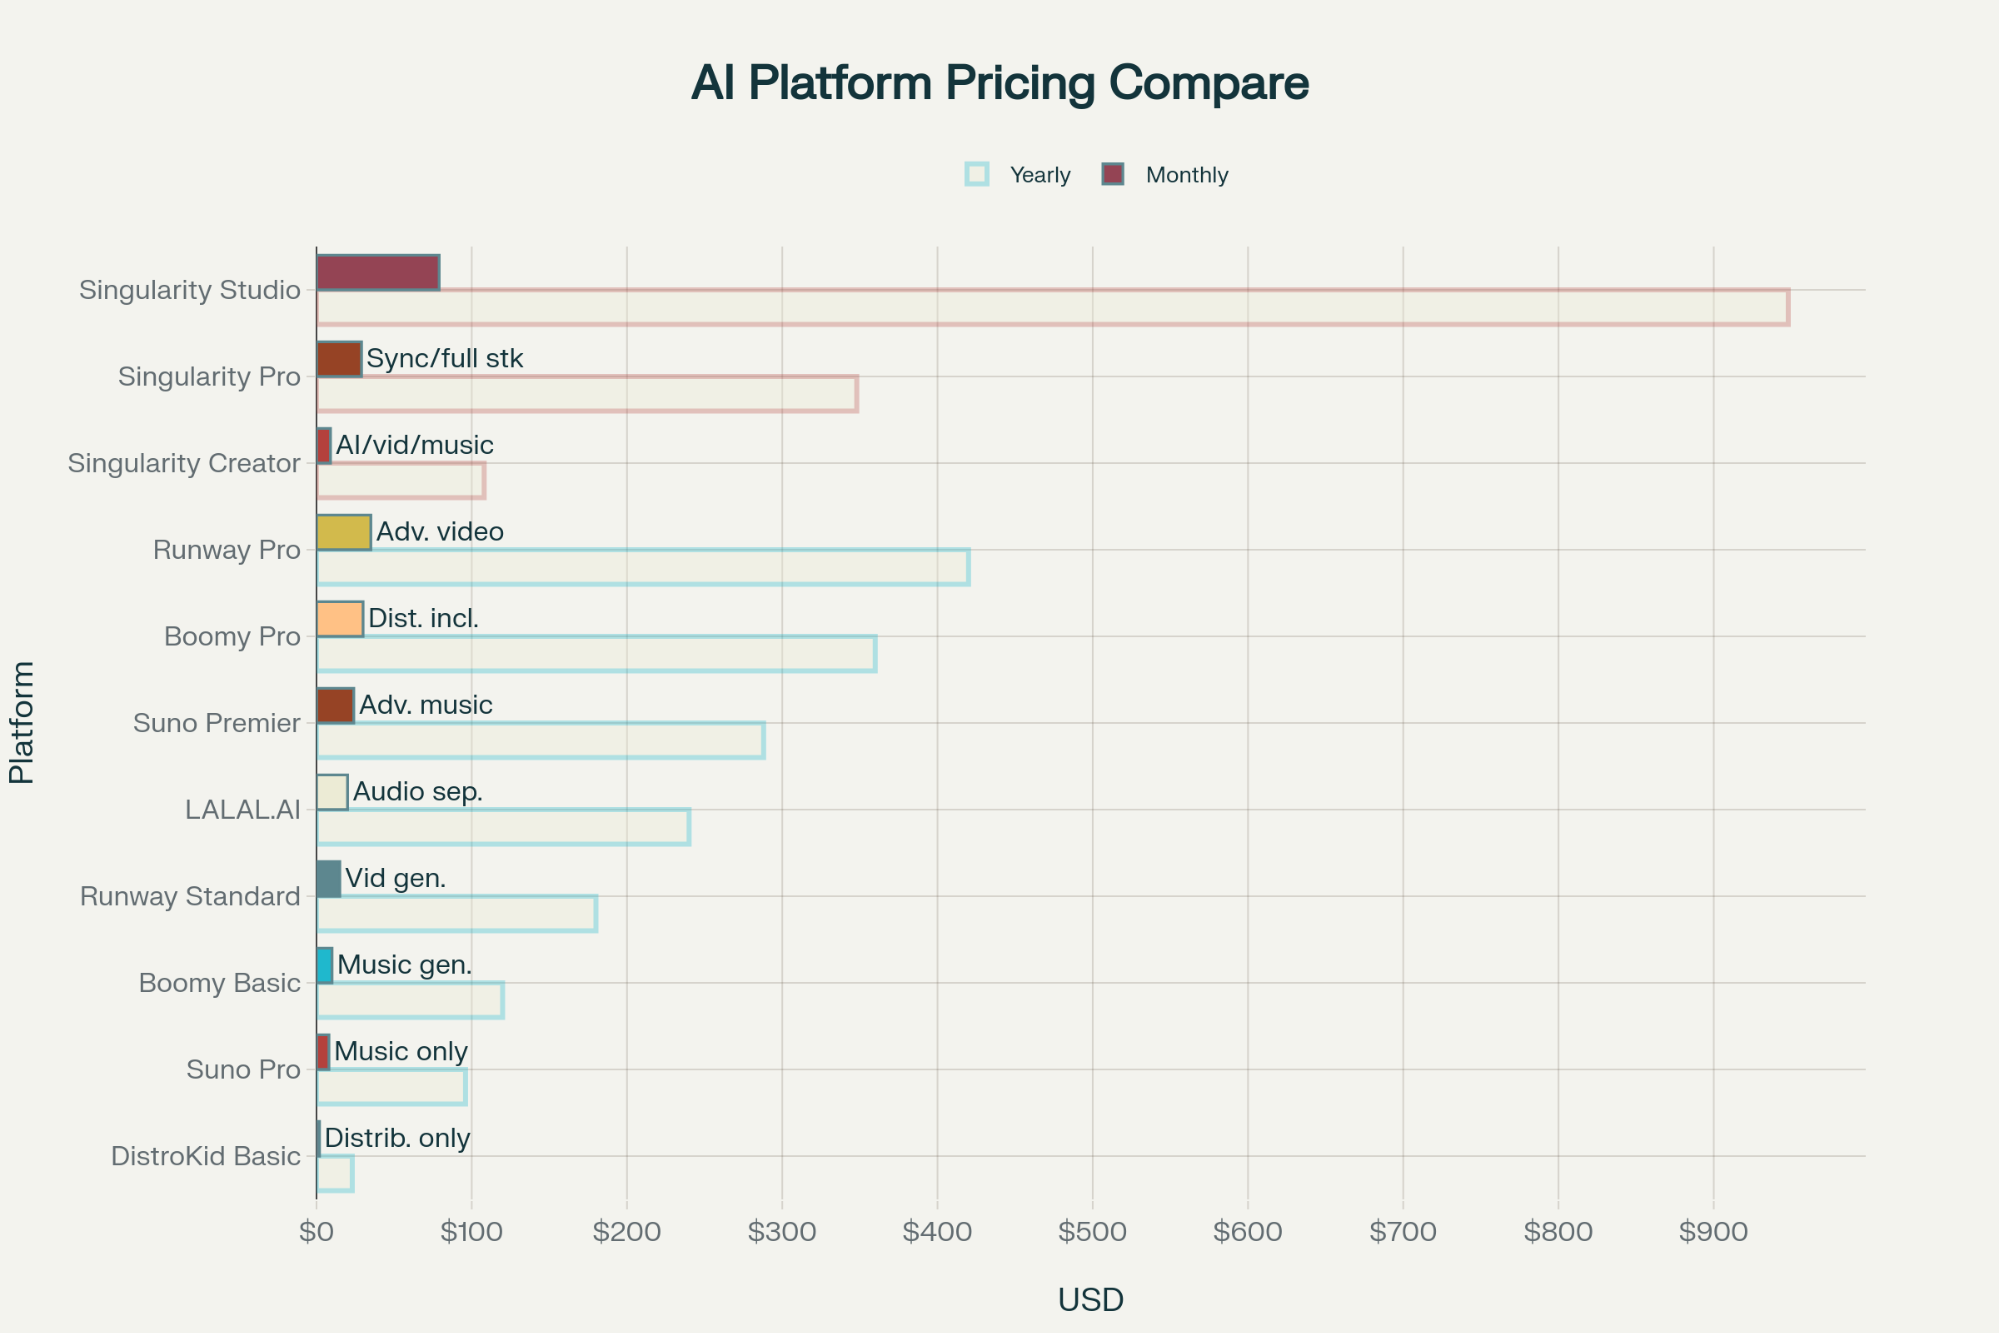 AI Platform Pricing Compare
Yearly
Monthly
Platform
Singularity Studio
Singularity Pro
Sync/full stk
Singularity Creator
AI/vid/music
Runway Pro
Adv. video
Boomy Pro
Dist. incl.
Suno Premier
Adv. music
LALAL.AI
Audio sep.
Runway Standard
Vid gen.
Boomy Basic
Music gen.
Suno Pro
Music only
DistroKid Basic
Distrib. only
$0 $100 $200 $300 $400 $500 $600 $700 $800 $900
USD